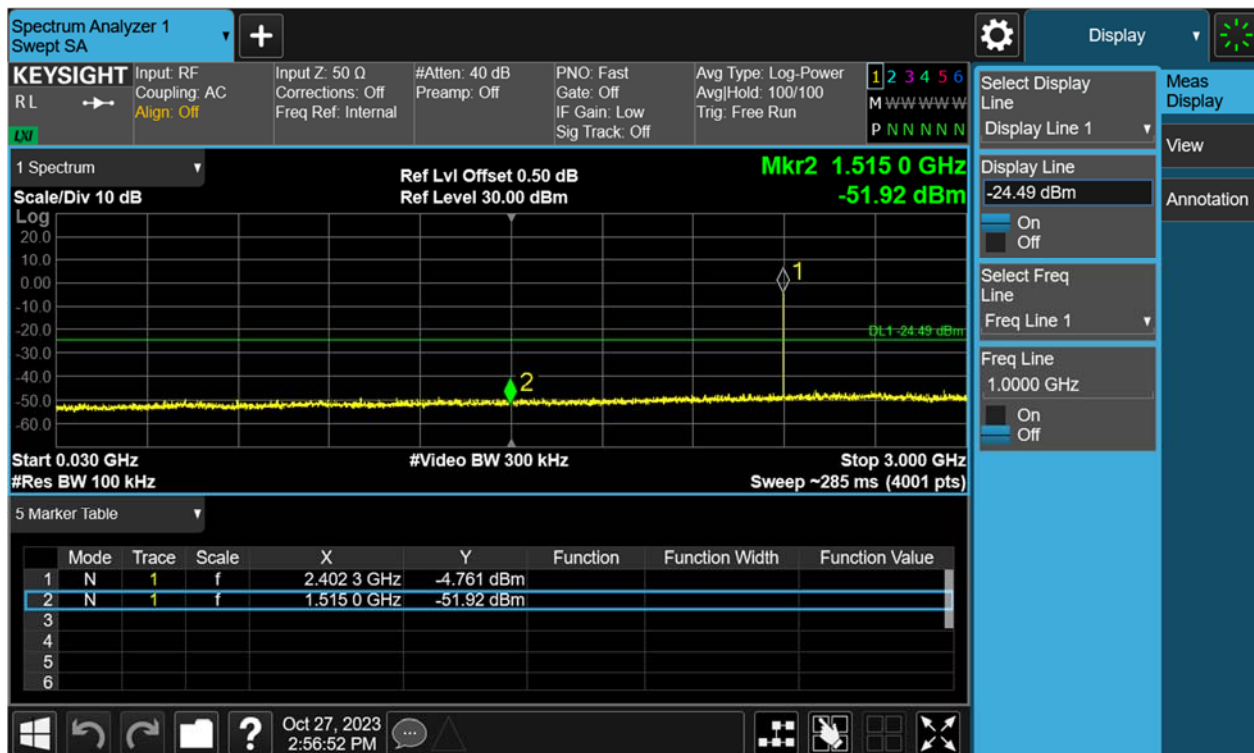 Spectrum Analyzer 1
Swept SA
+
Display
KEYSIGHT
RL
LXI
Input: RF
Coupling: AC
Align: Off
Input Z: 50 Ω
Corrections: Off
Freq Ref: Internal
#Atten: 40 dB
Preamp: Off
PNO: Fast
Gate: Off
IF Gain: Low
Sig Track: Off
Avg Type: Log-Power
Avg|Hold: 100/100
Trig: Free Run
1 2 3 4 5 6
M W W W W W
P N N N N N
1 Spectrum
Scale/Div 10 dB
Log
Ref Lvl Offset 0.50 dB
Ref Level 30.00 dBm
Mkr2 1.515 0 GHz
-51.92 dBm
20.0
10.0
0.00
-10.0
-20.0
-30.0
-40.0
-50.0
-60.0
1
DL1 -24.49 dBm
2
Start 0.030 GHz
#Res BW 100 kHz
#Video BW 300 kHz
Stop 3.000 GHz
Sweep ~285 ms (4001 pts)
5 Marker Table
Mode Trace Scale X Y Function Function Width Function Value
1 N 1 f 2.402 3 GHz -4.761 dBm
2 N 1 f 1.515 0 GHz -51.92 dBm
3
4
5
6
Select Display
Line
Display Line 1
Display Line
-24.49 dBm
On
Off
Select Freq
Line
Freq Line 1
Freq Line
1.0000 GHz
On
Off
Meas
Display
View
Annotation
?
Oct 27, 2023
2:56:52 PM